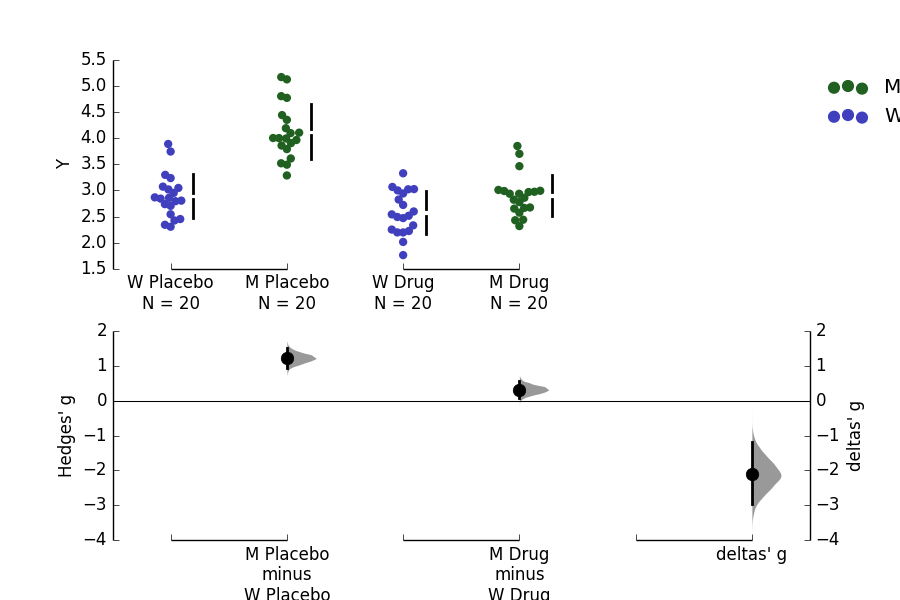 5.5
5.0
4.5
4.0
3.5
3.0
2.5
2.0
1.5
Y
M
W Placebo
N = 20
M Placebo
N = 20
W Drug
N = 20
M Drug
N = 20
2
1
0
−1
−2
−3
−4
Hedges' g
2
1
0
−1
−2
−3
−4
deltas' g
M Placebo
minus
W Placebo
M Drug
minus
W Drug
deltas' g